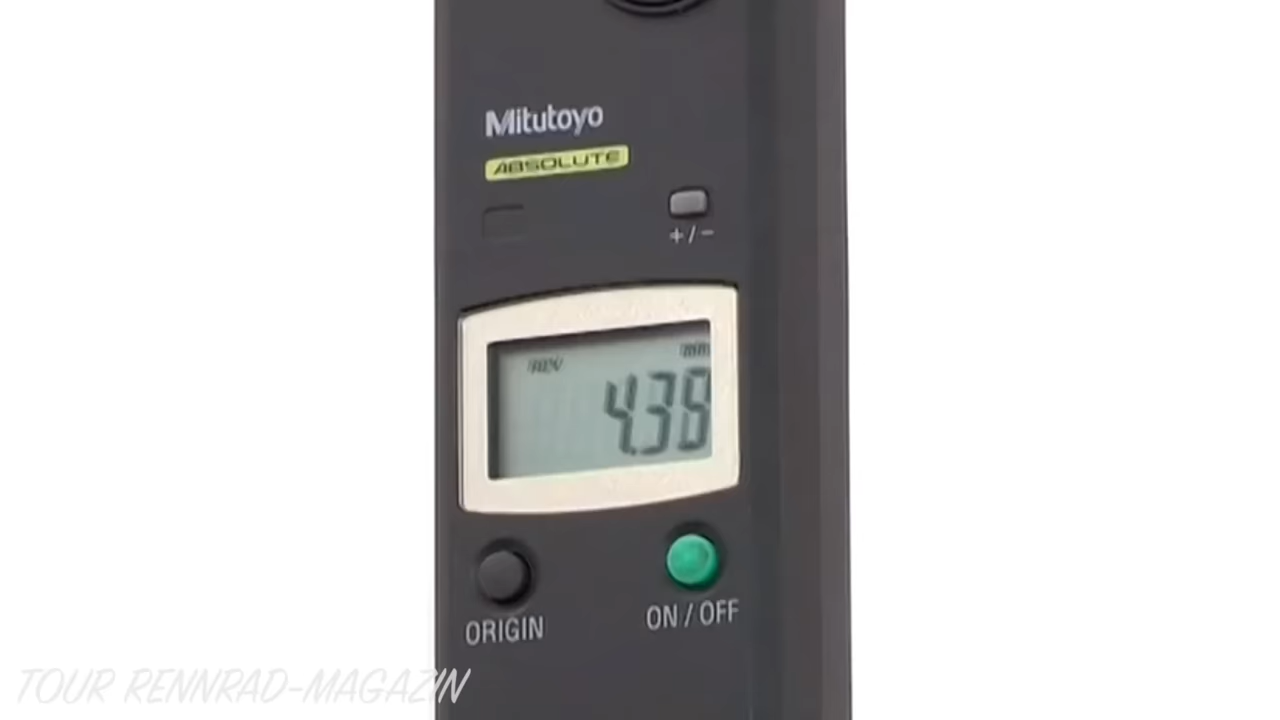 Mitutoyo
ABSOLUTE
+/−
REV mm
4.38
ORIGIN ON / OFF
TOUR RENNRAD-MAGAZIN